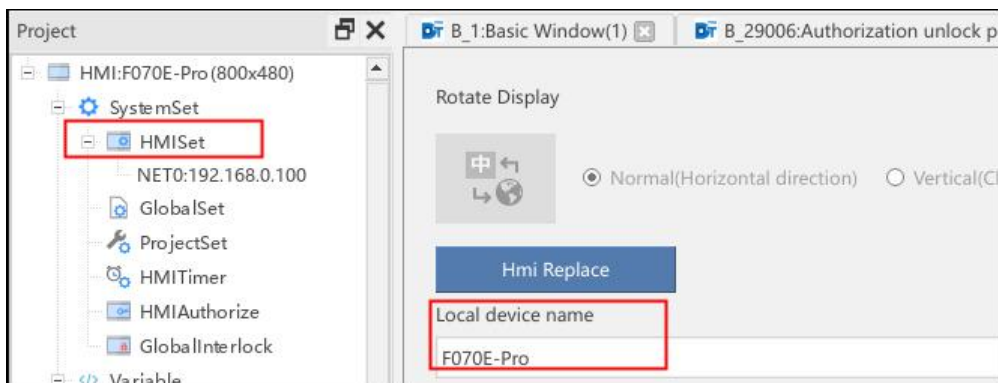 Project
HMI:F070E-Pro(800x480)
SystemSet
HMISet
NET0:192.168.0.100
GlobalSet
ProjectSet
HMITimer
HMIAuthorize
GlobalInterlock
Variable
B_1:Basic Window(1)
B_29006:Authorization unlock p
Rotate Display
中
Normal(Horizontal direction)
Vertical(Cl
Hmi Replace
Local device name
F070E-Pro